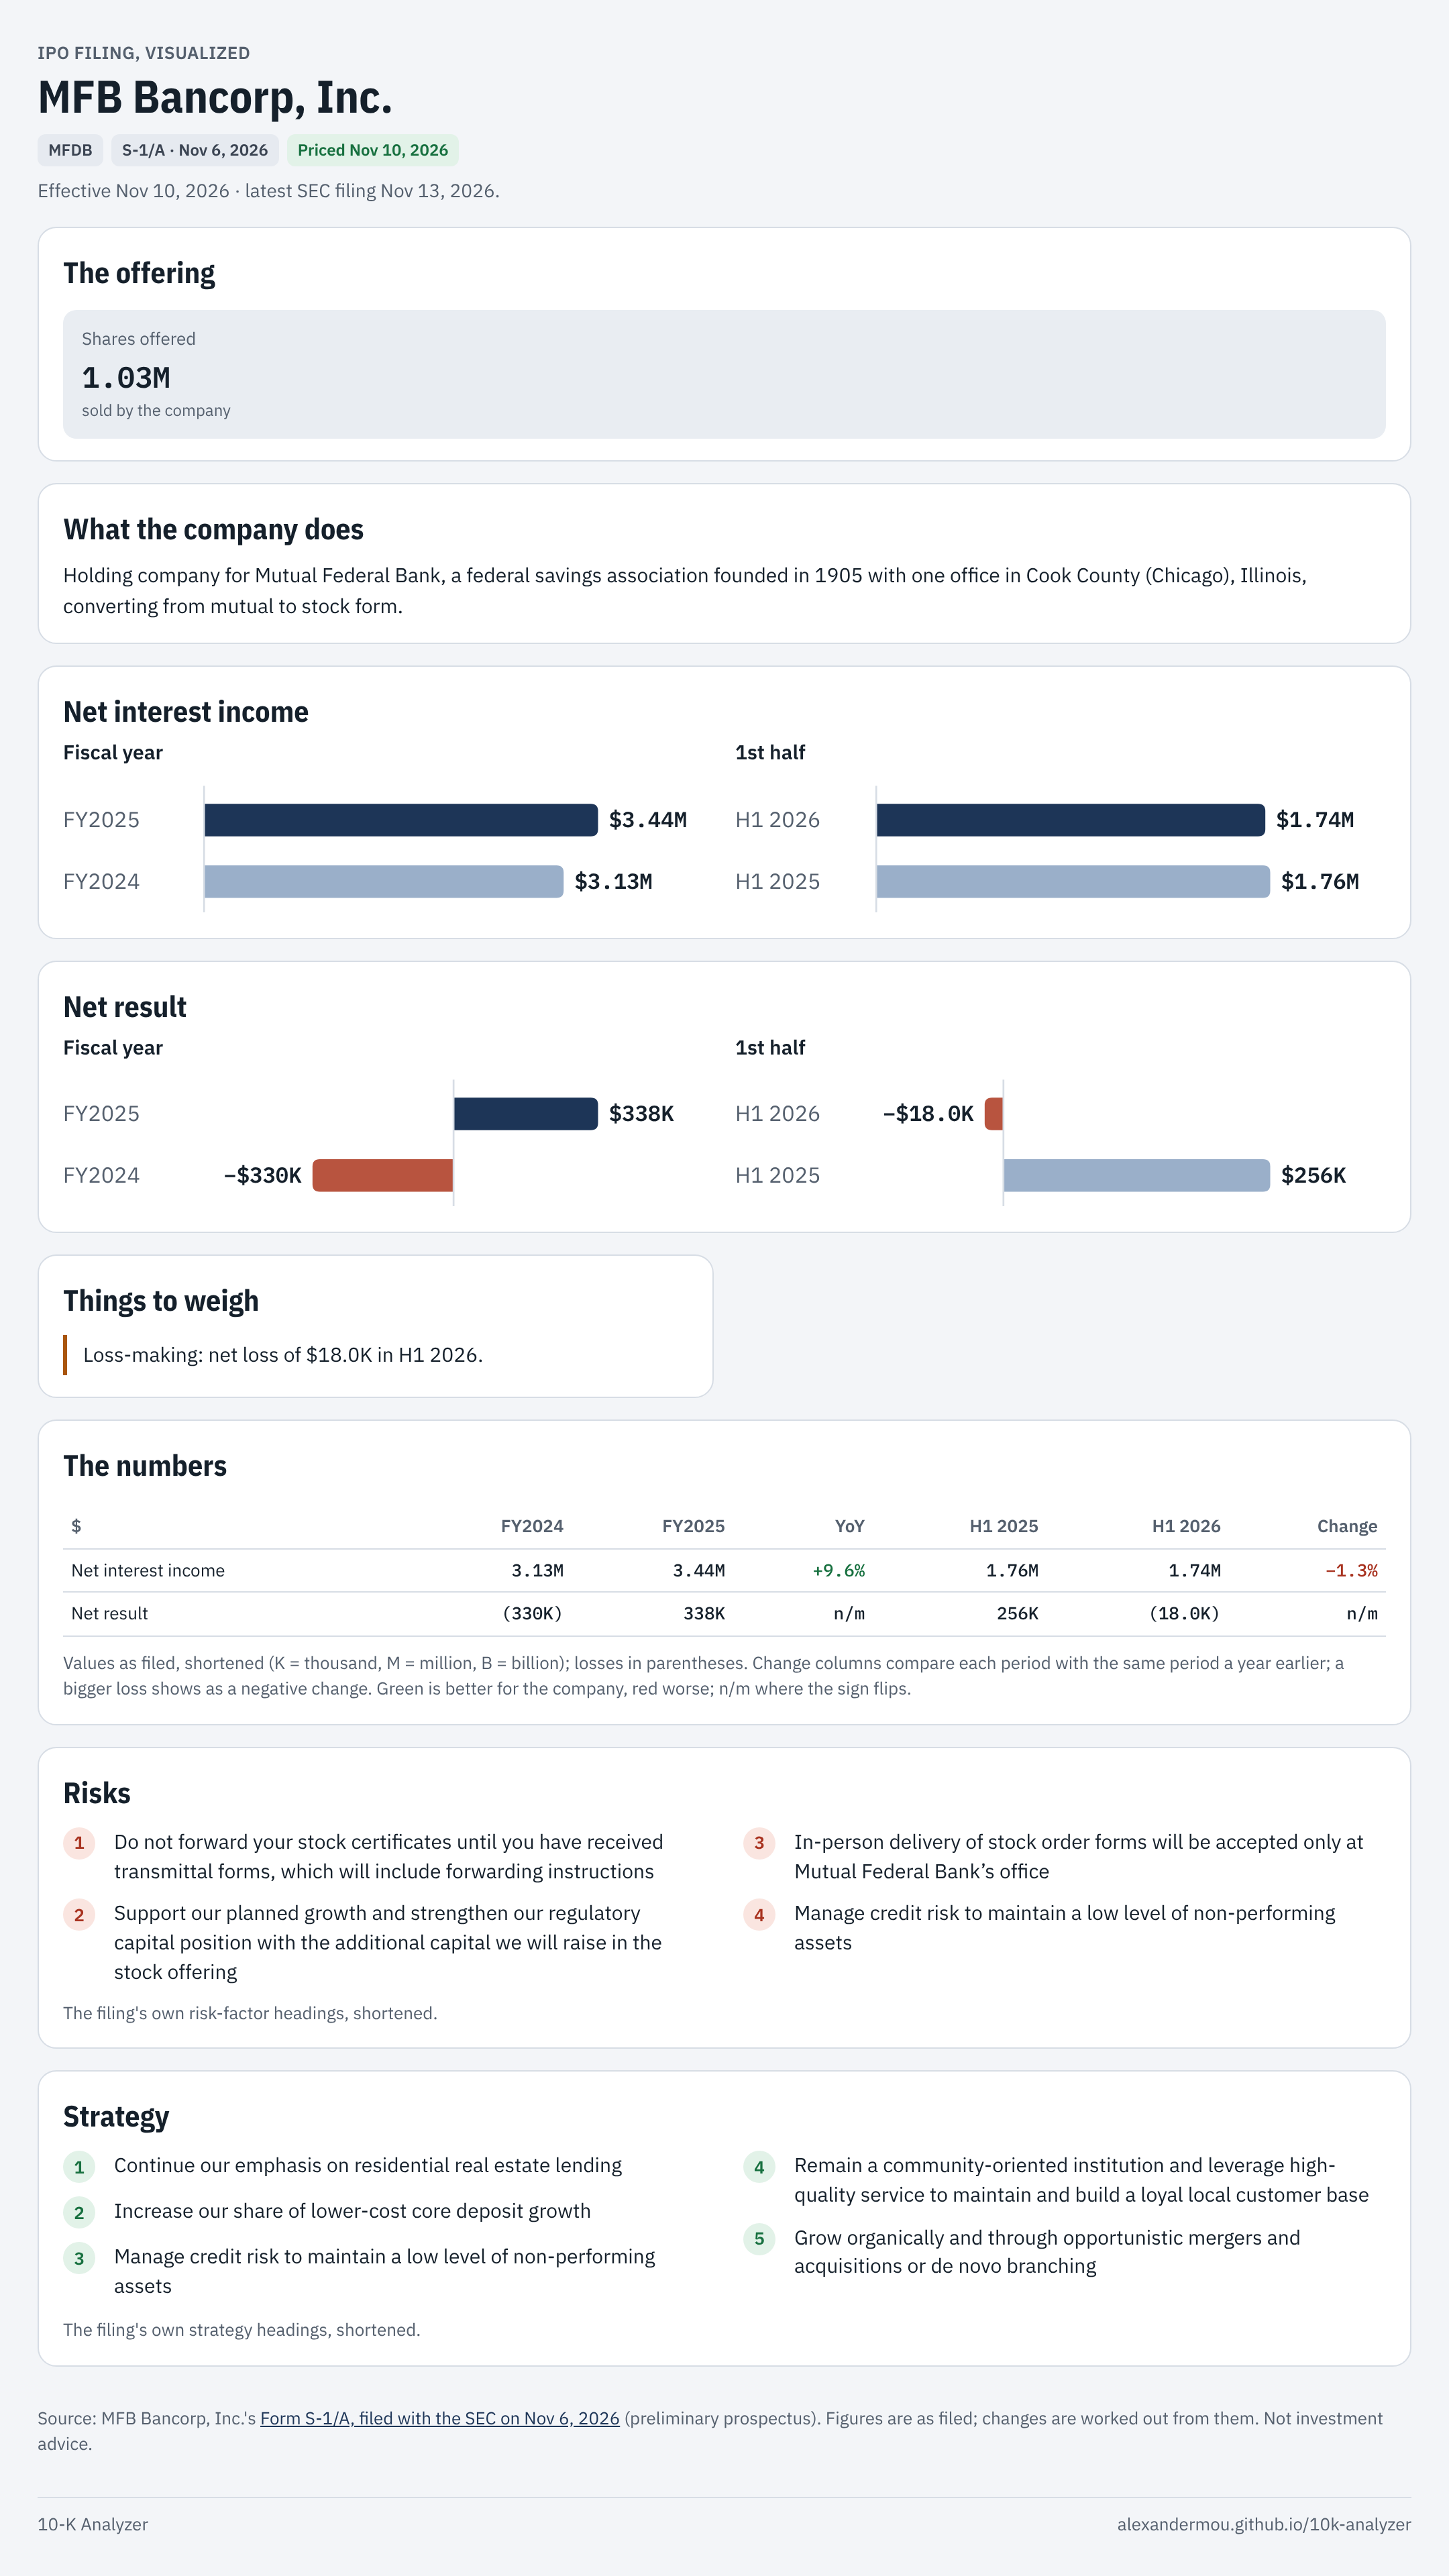 IPO FILING, VISUALIZED
MFB Bancorp, Inc.
MFDB
S-1/A · Nov 6, 2026
Priced Nov 10, 2026
Effective Nov 10, 2026 · latest SEC filing Nov 13, 2026.
The offering
Shares offered
1.03M
sold by the company
What the company does
Holding company for Mutual Federal Bank, a federal savings association founded in 1905 with one office in Cook County (Chicago), Illinois,
converting from mutual to stock form.
Net interest income
Fiscal year
FY2025 $3.44M
FY2024 $3.13M
1st half
H1 2026 $1.74M
H1 2025 $1.76M
Net result
Fiscal year
FY2025 $338K
FY2024 −$330K
1st half
H1 2026 −$18.0K
H1 2025 $256K
Things to weigh
Loss-making: net loss of $18.0K in H1 2026.
The numbers
$ FY2024 FY2025 YoY H1 2025 H1 2026 Change
Net interest income 3.13M 3.44M +9.6% 1.76M 1.74M −1.3%
Net result (330K) 338K n/m 256K (18.0K) n/m
Values as filed, shortened (K = thousand, M = million, B = billion); losses in parentheses. Change columns compare each period with the same period a year earlier; a
bigger loss shows as a negative change. Green is better for the company, red worse; n/m where the sign flips.
Risks
1 Do not forward your stock certificates until you have received
transmittal forms, which will include forwarding instructions
2 Support our planned growth and strengthen our regulatory
capital position with the additional capital we will raise in the
stock offering
3 In-person delivery of stock order forms will be accepted only at
Mutual Federal Bank’s office
4 Manage credit risk to maintain a low level of non-performing
assets
The filing's own risk-factor headings, shortened.
Strategy
1 Continue our emphasis on residential real estate lending
2 Increase our share of lower-cost core deposit growth
3 Manage credit risk to maintain a low level of non-performing
assets
4 Remain a community-oriented institution and leverage high-
quality service to maintain and build a loyal local customer base
5 Grow organically and through opportunistic mergers and
acquisitions or de novo branching
The filing's own strategy headings, shortened.
Source: MFB Bancorp, Inc.'s Form S-1/A, filed with the SEC on Nov 6, 2026 (preliminary prospectus). Figures are as filed; changes are worked out from them. Not investment
advice.
10-K Analyzer
alexandermou.github.io/10k-analyzer